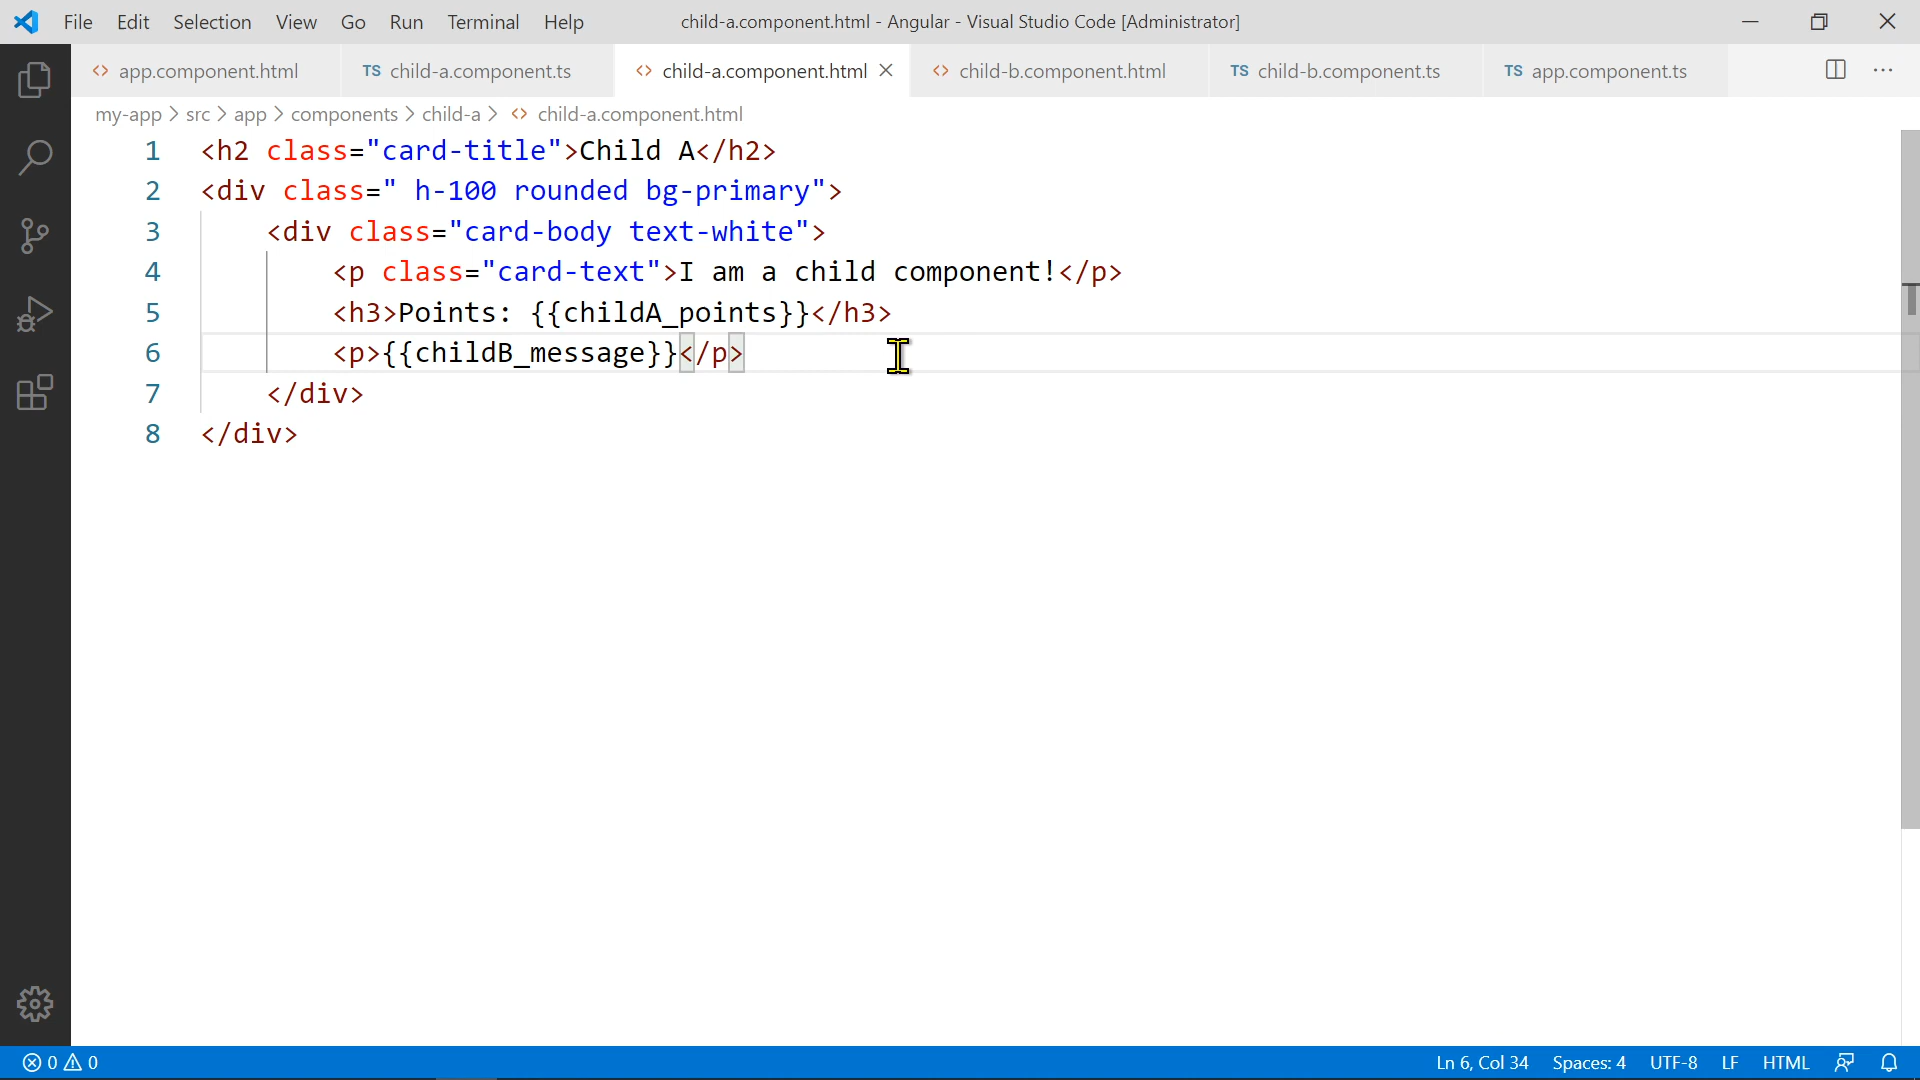 File Edit Selection View Go Run Terminal Help child-a.component.html - Angular - Visual Studio Code [Administrator]
<> app.component.html TS child-a.component.ts <> child-a.component.html <> child-b.component.html TS child-b.component.ts TS app.component.ts
my-app > src > app > components > child-a > <> child-a.component.html
1 <h2 class="card-title">Child A</h2>
2 <div class=" h-100 rounded bg-primary">
3 <div class="card-body text-white">
4 <p class="card-text">I am a child component!</p>
5 <h3>Points: {{childA_points}}</h3>
6 <p>{{childB_message}}</p>
7 </div>
8 </div>
0 0 Ln 6, Col 34 Spaces: 4 UTF-8 LF HTML